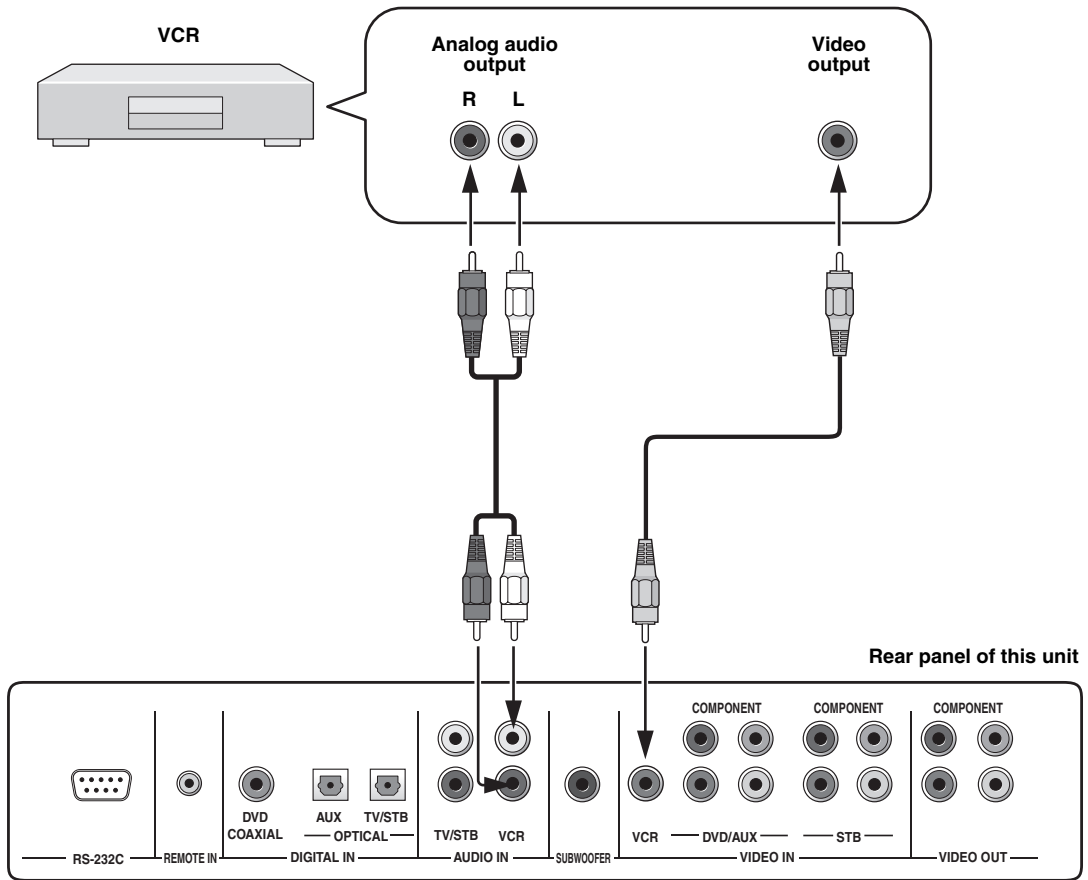 VCR
Analog audio
output
Video
output
R L
Rear panel of this unit
COMPONENT COMPONENT COMPONENT
DVD AUX TV/STB
COAXIAL OPTICAL TV/STB VCR VCR DVD/AUX STB
RS-232C REMOTE IN DIGITAL IN AUDIO IN SUBWOOFER VIDEO IN VIDEO OUT